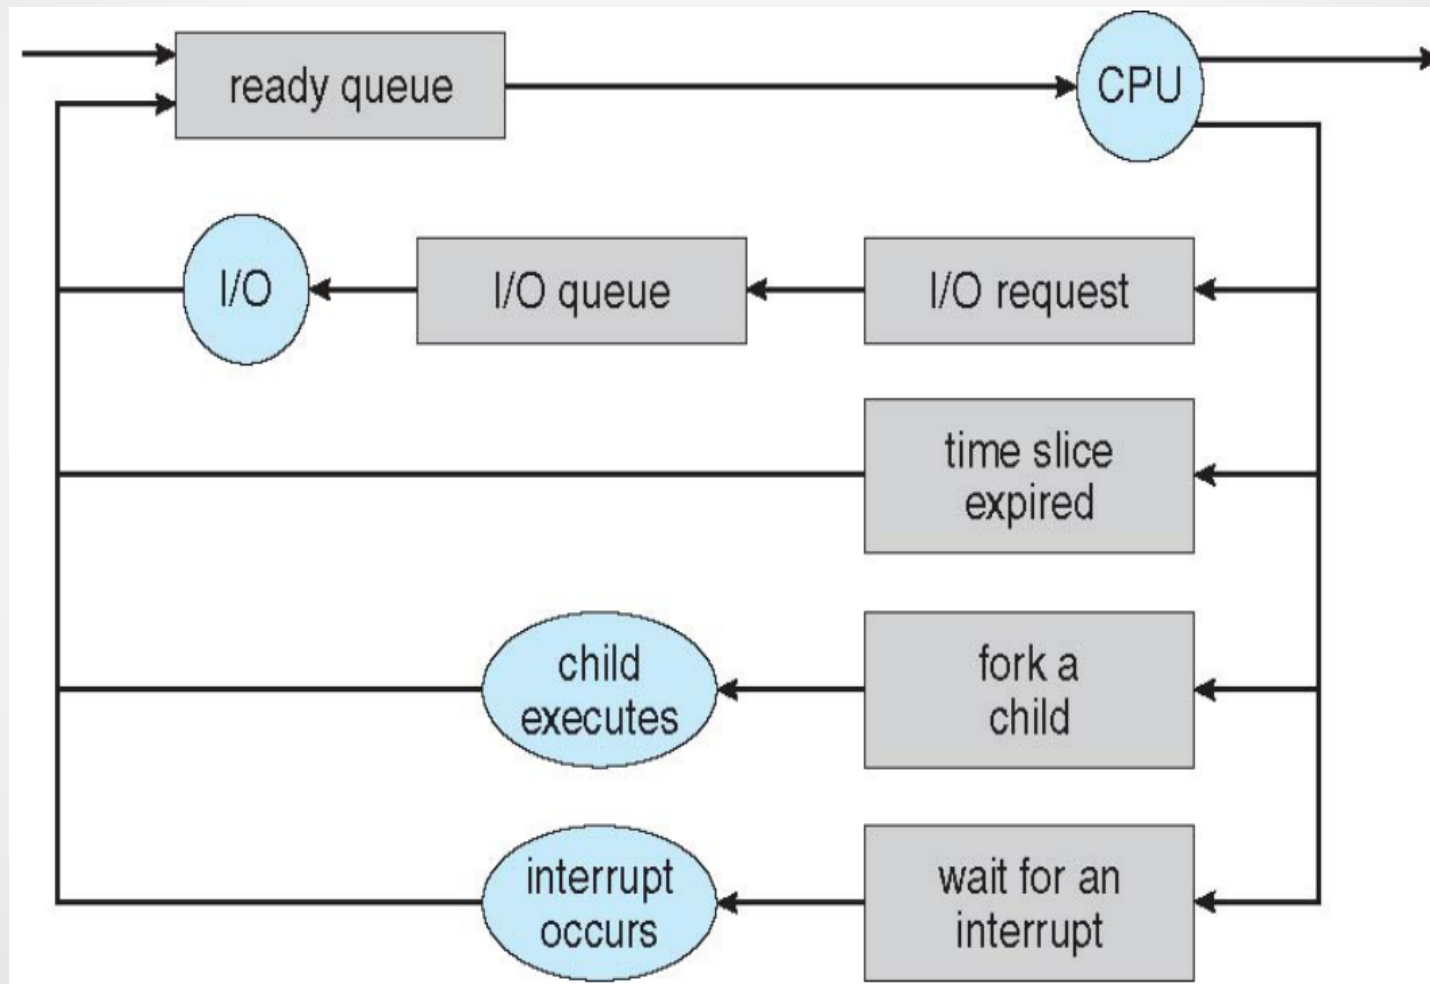 ready queue
CPU
I/O
I/O queue
I/O request
time slice
expired
child
executes
fork a
child
interrupt
occurs
wait for an
interrupt